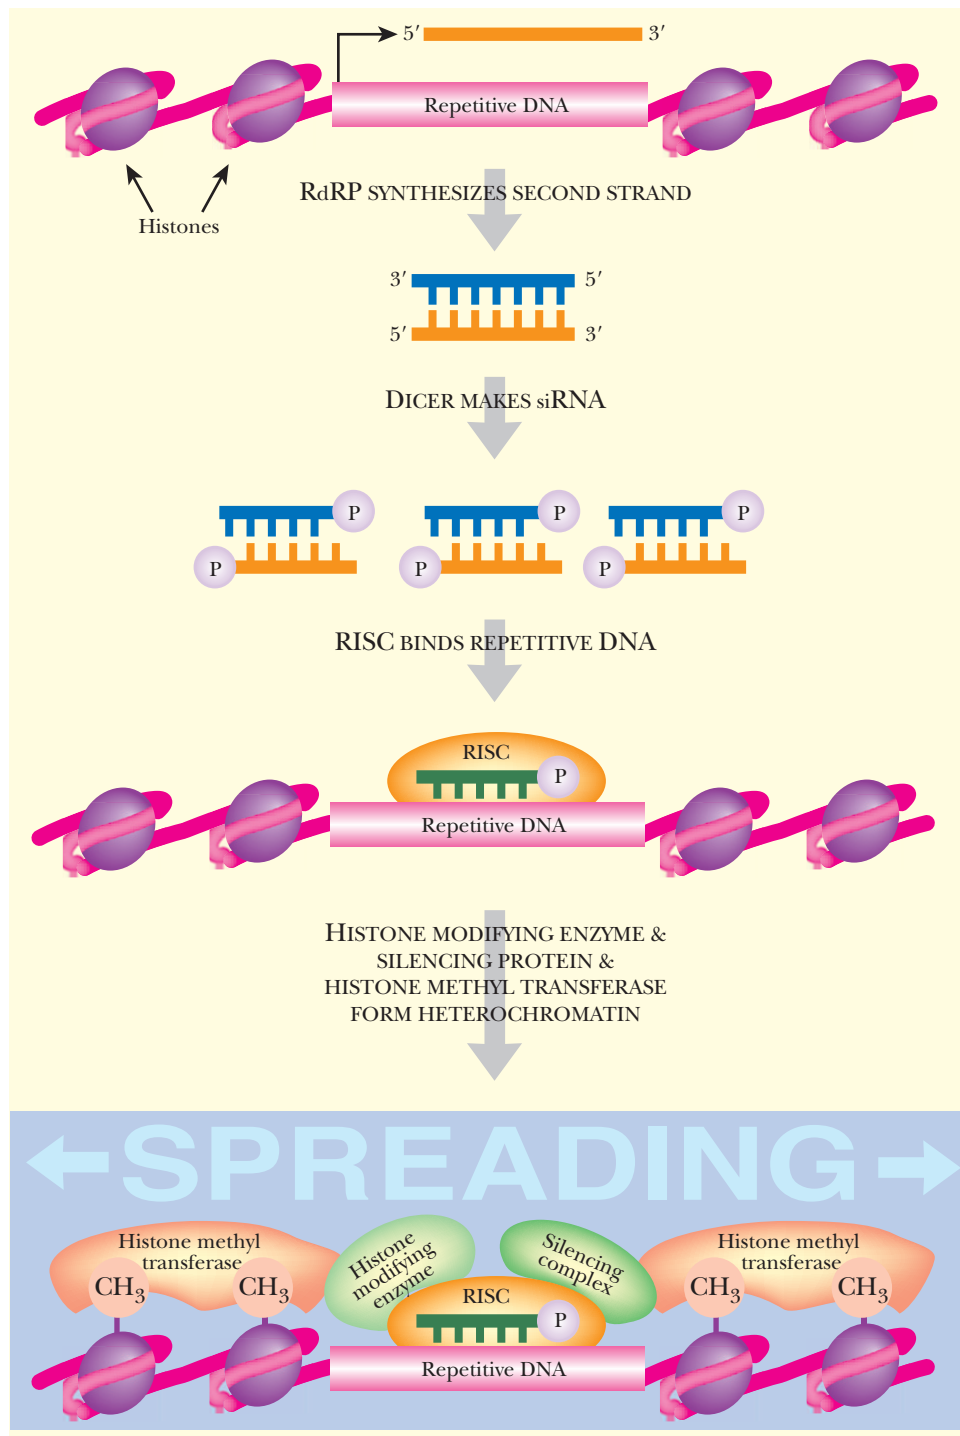 5′ 3′
Repetitive DNA
RdRP SYNTHESIZES SECOND STRAND
Histones
3′ 5′
5′ 3′
DICER MAKES siRNA
P P P
P P P
RISC BINDS REPETITIVE DNA
RISC
P
Repetitive DNA
HISTONE MODIFYING ENZYME &
SILENCING PROTEIN &
HISTONE METHYL TRANSFERASE
FORM HETEROCHROMATIN
SPREADING
Histone methyl
transferase
CH3 CH3
Histone
modifying
enzyme
Silencing
complex
Histone methyl
transferase
CH3 CH3
RISC
P
Repetitive DNA